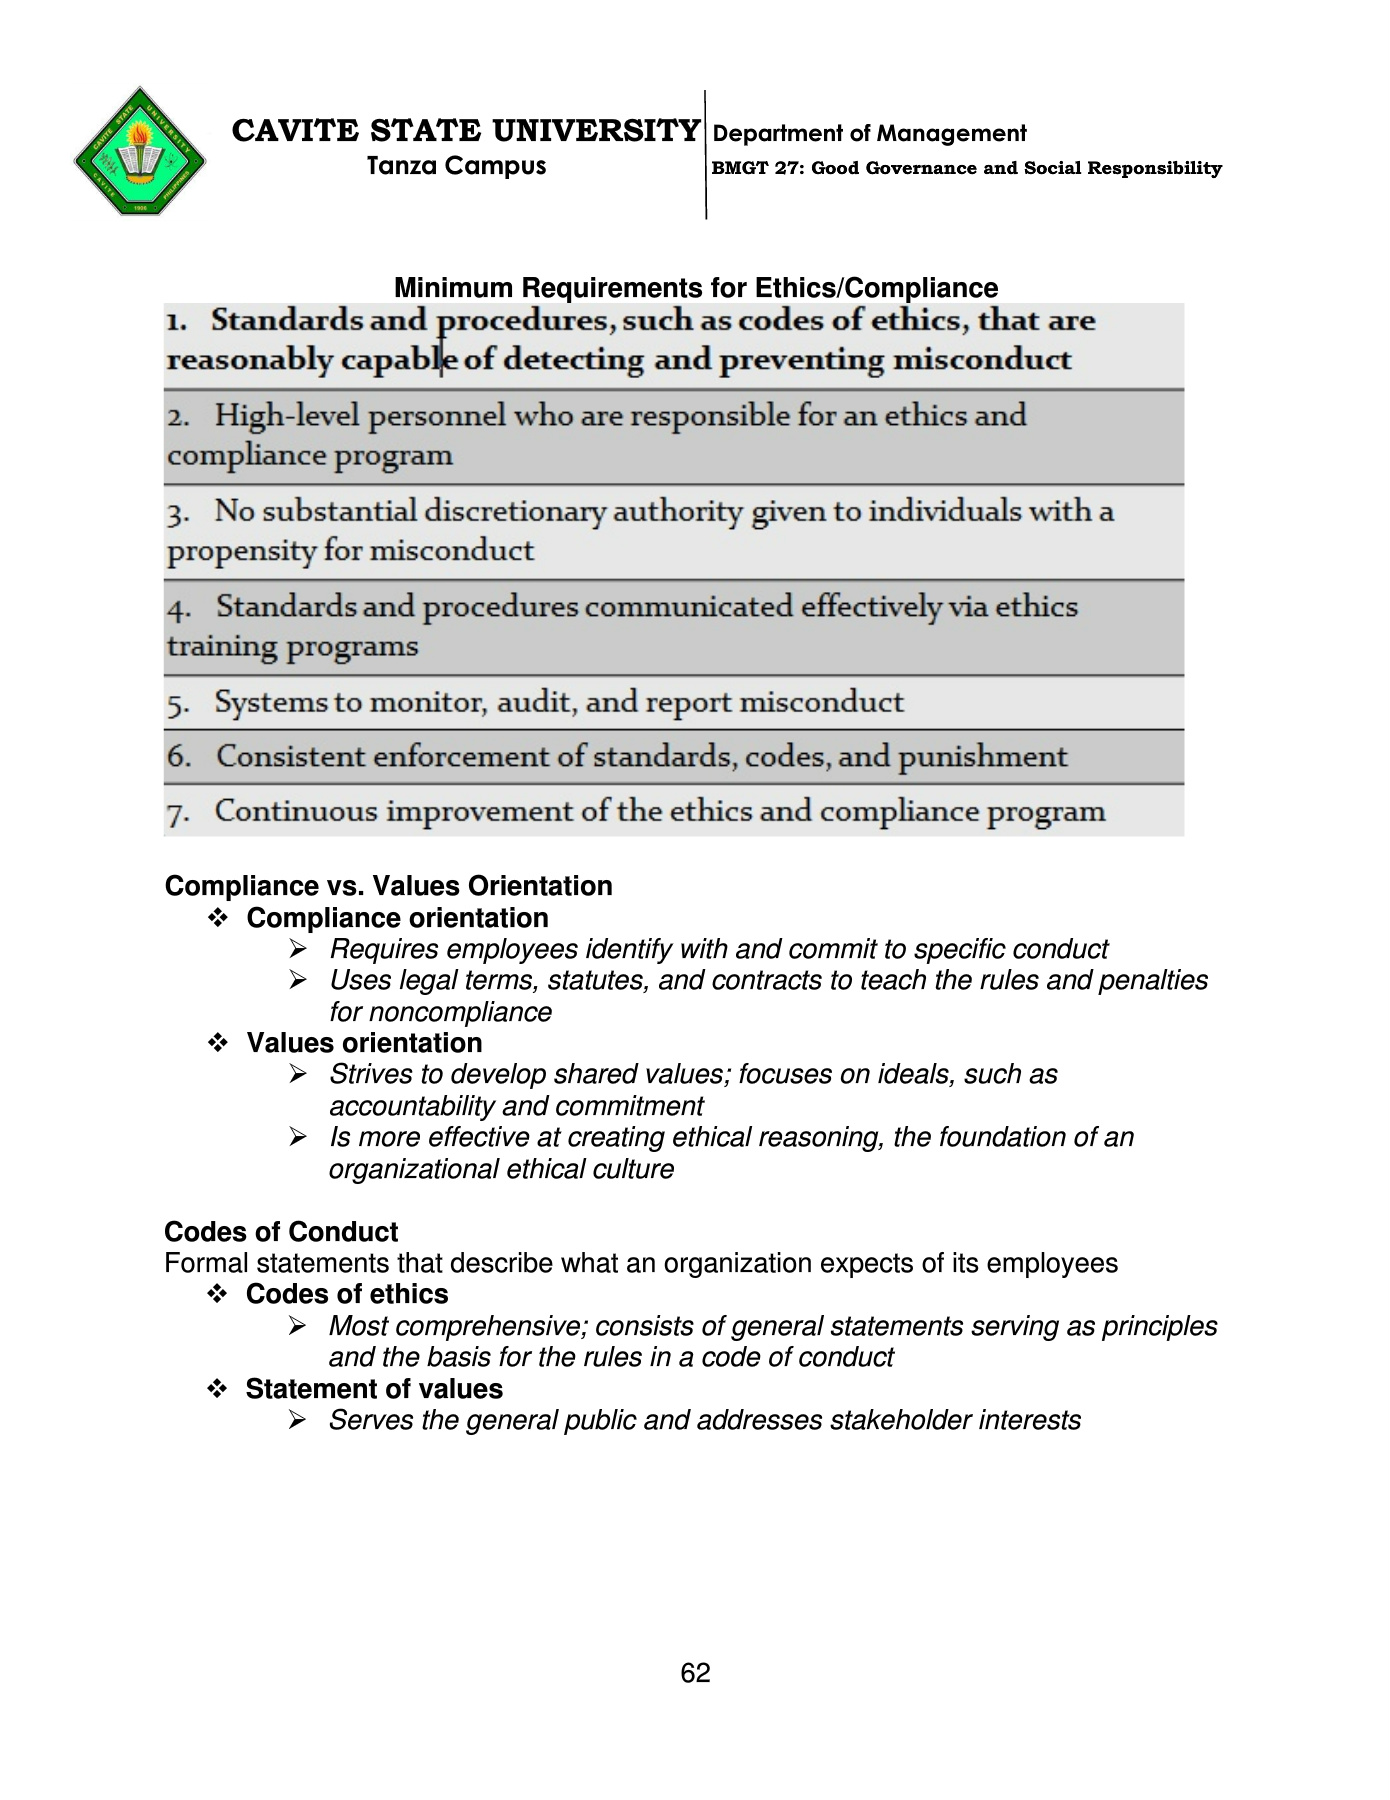 CAVITE STATE UNIVERSITY
Tanza Campus
Department of Management
BMGT 27: Good Governance and Social Responsibility
CAVITE STATE UNIVERSITY
CAVITE
PHILIPPINES
1906
Minimum Requirements for Ethics/Compliance
1. Standards and procedures, such as codes of ethics, that are
reasonably capable of detecting and preventing misconduct
2. High-level personnel who are responsible for an ethics and
compliance program
3. No substantial discretionary authority given to individuals with a
propensity for misconduct
4. Standards and procedures communicated effectively via ethics
training programs
5. Systems to monitor, audit, and report misconduct
6. Consistent enforcement of standards, codes, and punishment
7. Continuous improvement of the ethics and compliance program
Compliance vs. Values Orientation
❖ Compliance orientation
➢ Requires employees identify with and commit to specific conduct
➢ Uses legal terms, statutes, and contracts to teach the rules and penalties
for noncompliance
❖ Values orientation
➢ Strives to develop shared values; focuses on ideals, such as
accountability and commitment
➢ Is more effective at creating ethical reasoning, the foundation of an
organizational ethical culture
Codes of Conduct
Formal statements that describe what an organization expects of its employees
❖ Codes of ethics
➢ Most comprehensive; consists of general statements serving as principles
and the basis for the rules in a code of conduct
❖ Statement of values
➢ Serves the general public and addresses stakeholder interests
62